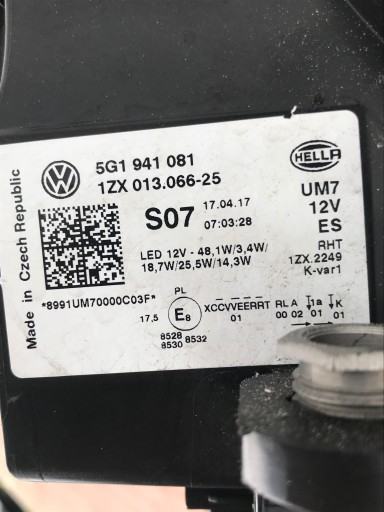 Made in Czech Republic
5G1 941 081
1ZX 013.066-25
HELLA
S07
17.04.17
07:03:28
UM7
12V
ES
RHT
1ZX.2249
K-var1
LED 12V - 48,1W/3,4W/
18,7W/25,5W/14,3W
*8991UM70000C03F*
PL
17,5
E8
XCCVVEERRT
01
RL A 1a K
00 02 01 01
8528
8530 8532